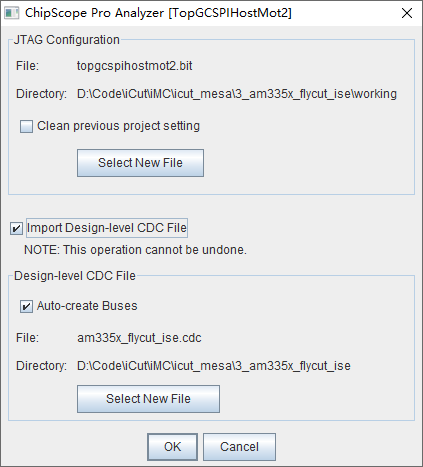 ChipScope Pro Analyzer [TopGCSPIHostMot2]
JTAG Configuration
File: topgcspihostmot2.bit
Directory: D:\Code\iCut\iMC\icut_mesa\3_am335x_flycut_ise\working
Clean previous project setting
Select New File
Import Design-level CDC File
NOTE: This operation cannot be undone.
Design-level CDC File
Auto-create Buses
File: am335x_flycut_ise.cdc
Directory: D:\Code\iCut\iMC\icut_mesa\3_am335x_flycut_ise
Select New File
OK Cancel